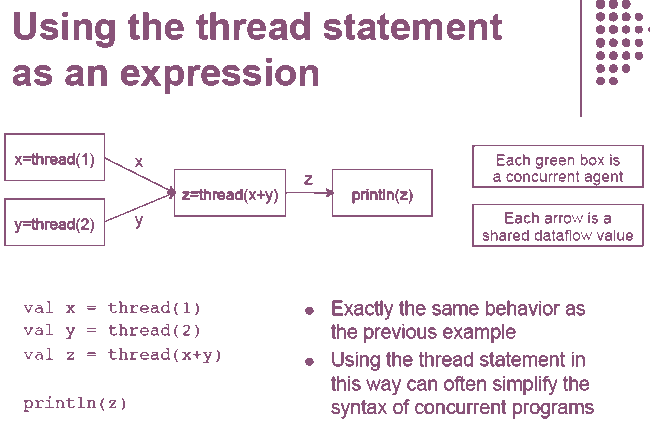 Using the thread statement
as an expression
x=thread(1)
x
y=thread(2)
y
z=thread(x+y)
z
println(z)
Each green box is
a concurrent agent
Each arrow is a
shared dataflow value
val x = thread(1)
val y = thread(2)
val z = thread(x+y)
println(z)
● Exactly the same behavior as
the previous example
● Using the thread statement in
this way can often simplify the
syntax of concurrent programs